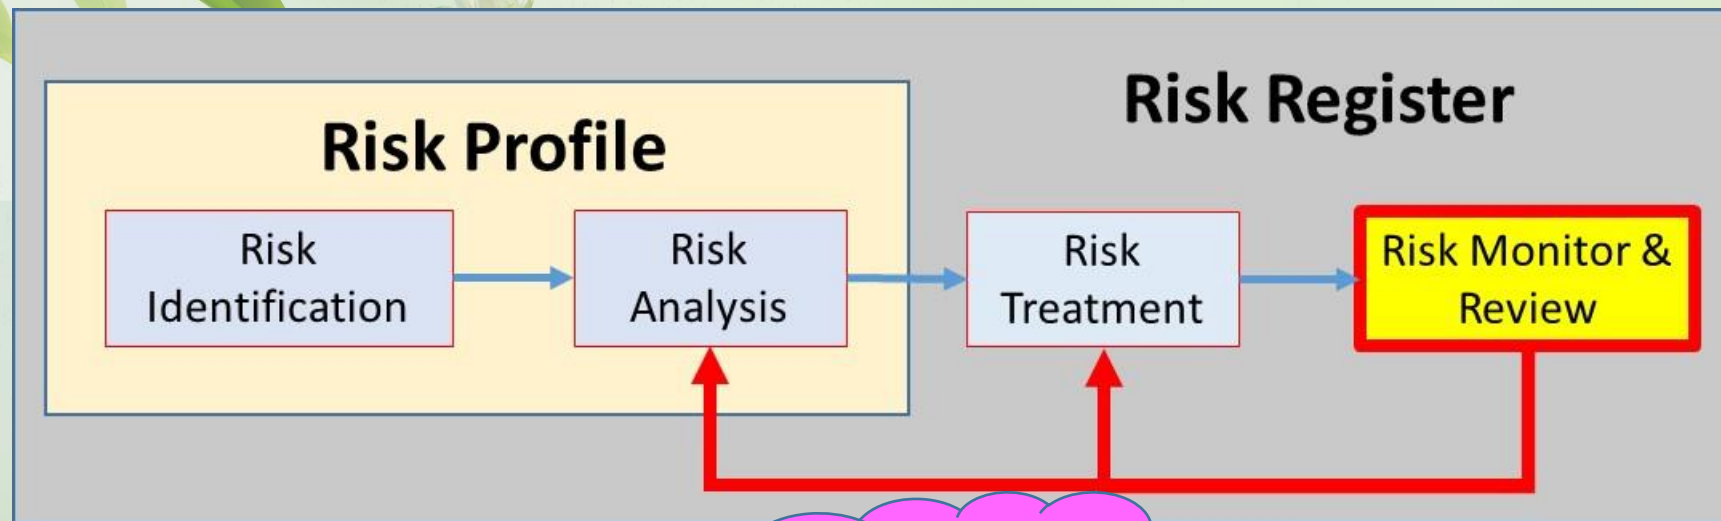 Risk Register
Risk Profile
Risk
Identification
Risk
Analysis
Risk
Treatment
Risk Monitor &
Review